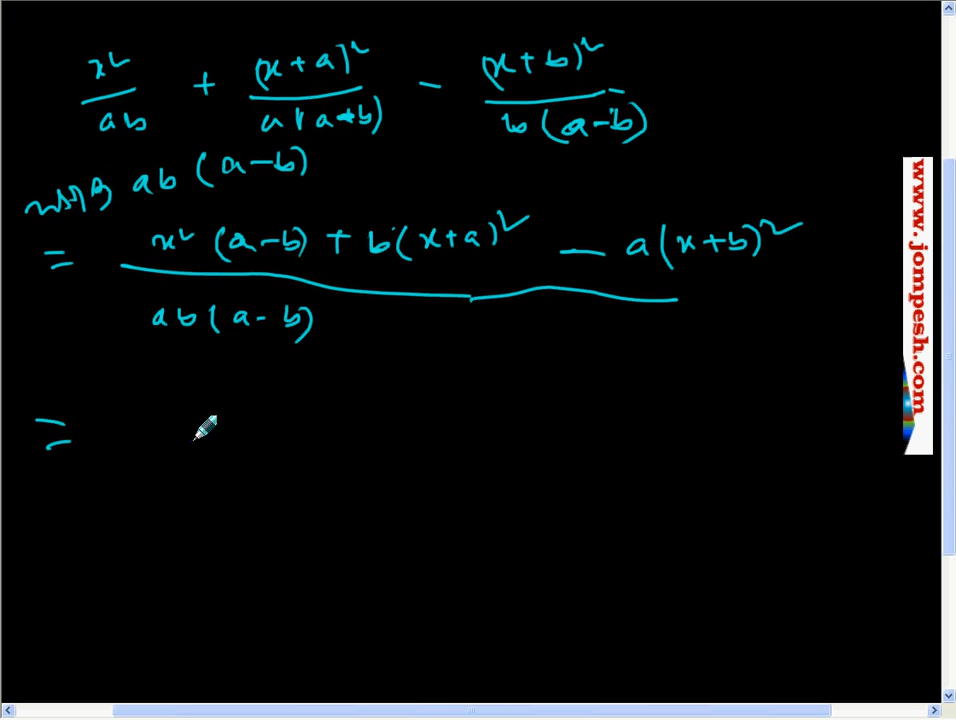 x²/ab + (x+a)²/a(a-b) - (x+b)²/b(a-b)
ab (a-b)
= x² (a-b) + b(x+a)² - a(x+b)² / ab(a-b)
=
www.jompesh.com